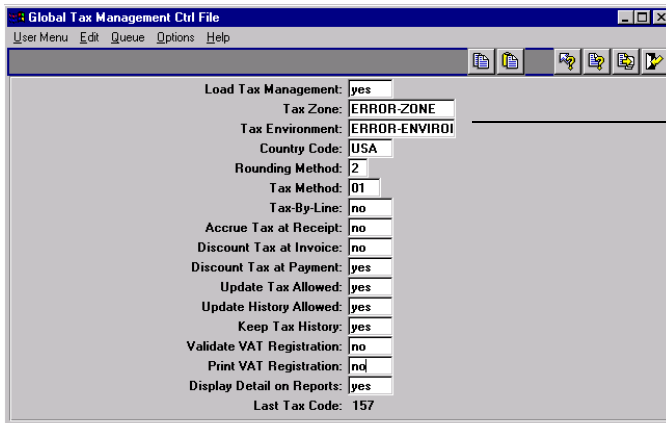 Global Tax Management Ctrl File
User Menu Edit Queue Options Help
Load Tax Management: yes
Tax Zone: ERROR-ZONE
Tax Environment: ERROR-ENVIRO
Country Code: USA
Rounding Method: 2
Tax Method: 01
Tax-By-Line: no
Accrue Tax at Receipt: no
Discount Tax at Invoice: no
Discount Tax at Payment: yes
Update Tax Allowed: yes
Update History Allowed: yes
Keep Tax History: yes
Validate VAT Registration: no
Print VAT Registration: no
Display Detail on Reports: yes
Last Tax Code: 157